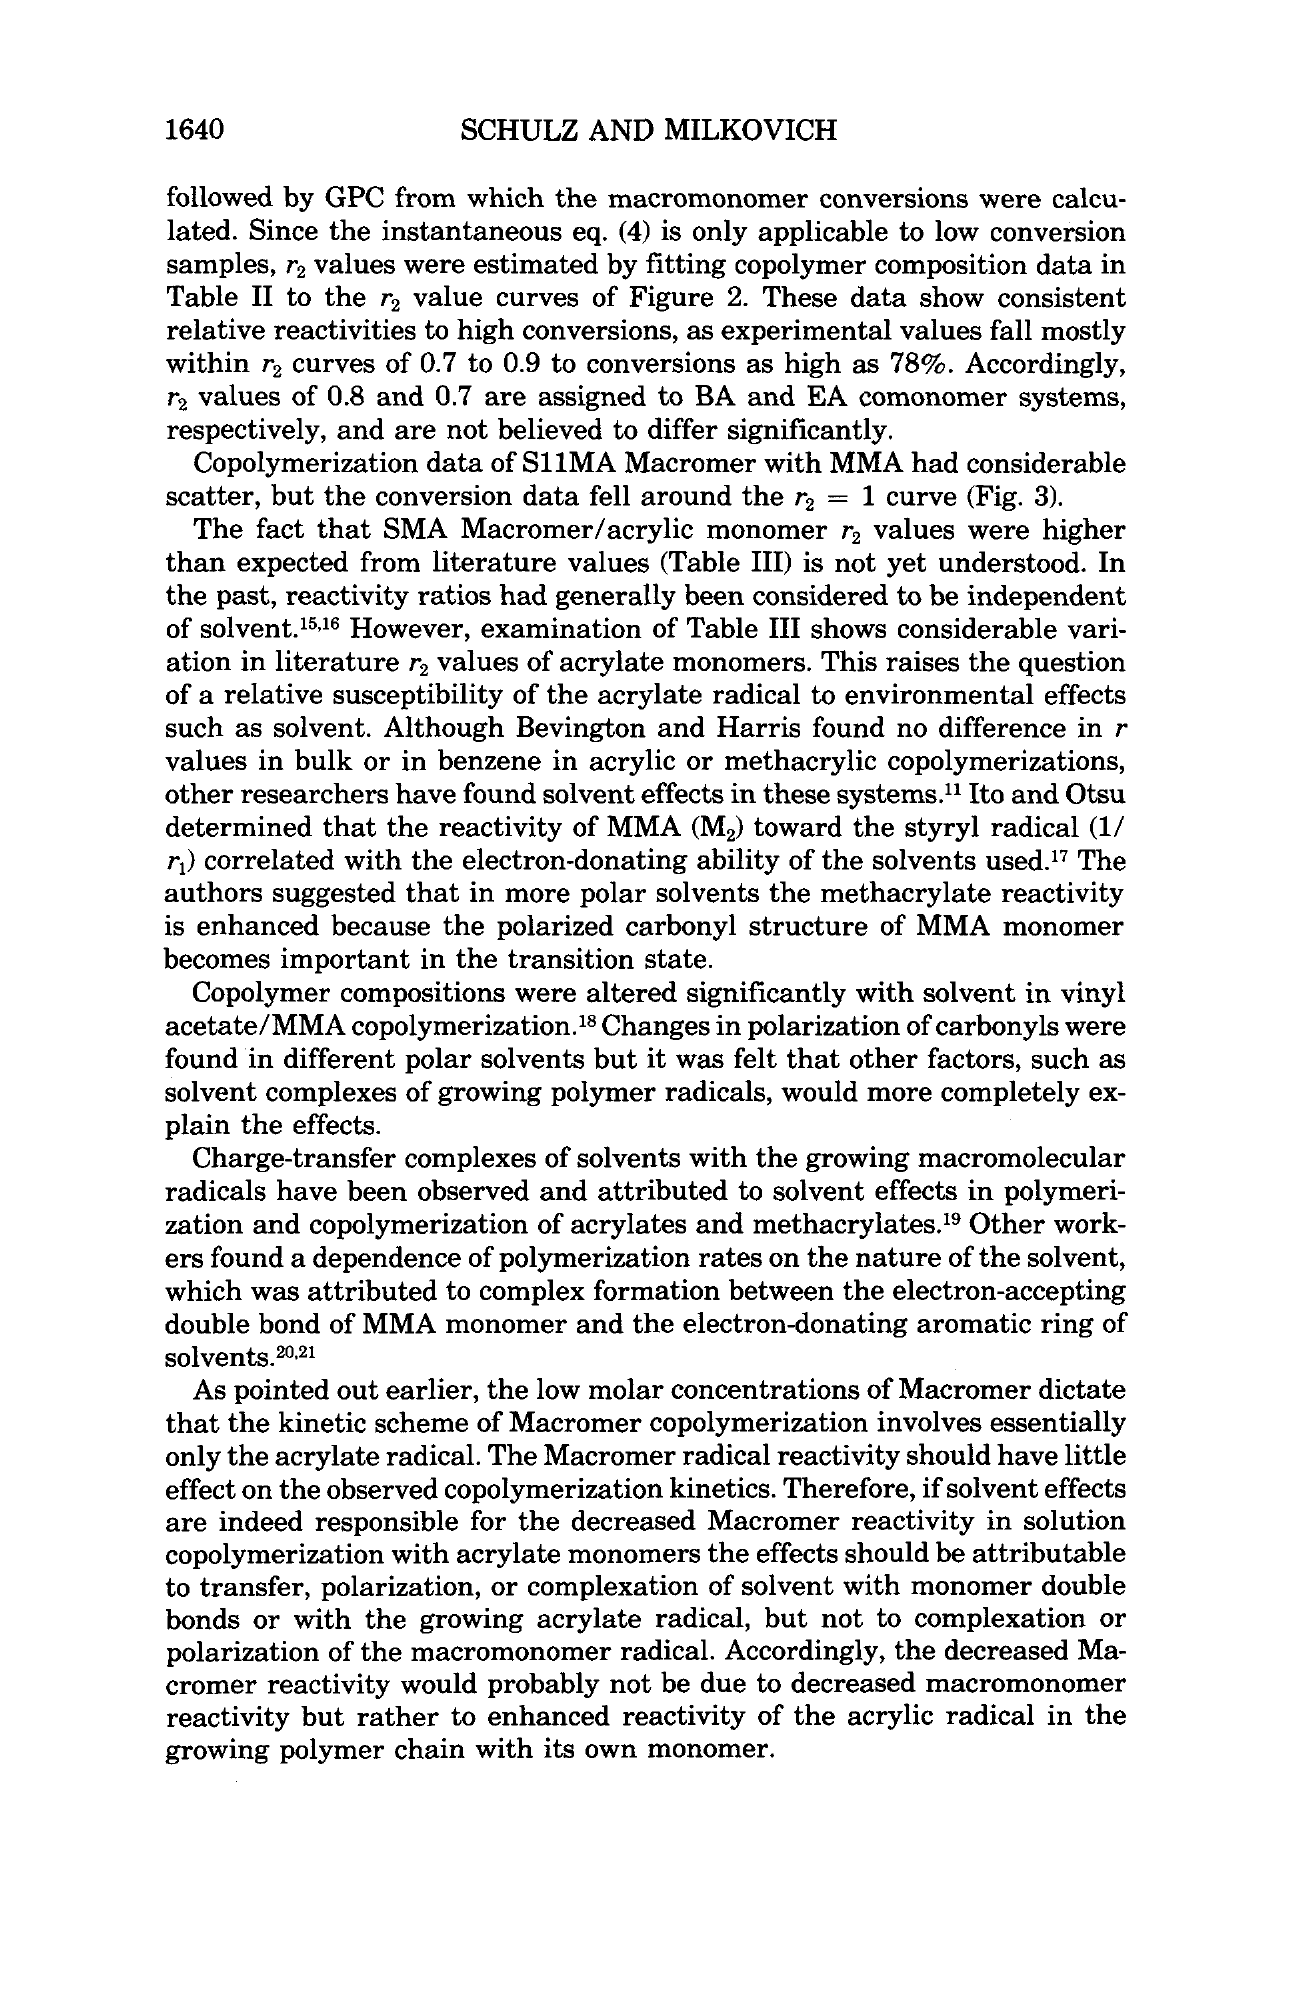 1640 SCHULZ AND MILKOVICH
followed by GPC from which the macromonomer conversions were calcu-
lated. Since the instantaneous eq. (4) is only applicable to low conversion
samples, r₂ values were estimated by fitting copolymer composition data in
Table II to the r₂ value curves of Figure 2. These data show consistent
relative reactivities to high conversions, as experimental values fall mostly
within r₂ curves of 0.7 to 0.9 to conversions as high as 78%. Accordingly,
r₂ values of 0.8 and 0.7 are assigned to BA and EA comonomer systems,
respectively, and are not believed to differ significantly.
Copolymerization data of S11MA Macromer with MMA had considerable
scatter, but the conversion data fell around the r₂ = 1 curve (Fig. 3).
The fact that SMA Macromer/acrylic monomer r₂ values were higher
than expected from literature values (Table III) is not yet understood. In
the past, reactivity ratios had generally been considered to be independent
of solvent.¹⁵,¹⁶ However, examination of Table III shows considerable vari-
ation in literature r₂ values of acrylate monomers. This raises the question
of a relative susceptibility of the acrylate radical to environmental effects
such as solvent. Although Bevington and Harris found no difference in r
values in bulk or in benzene in acrylic or methacrylic copolymerizations,
other researchers have found solvent effects in these systems.¹¹ Ito and Otsu
determined that the reactivity of MMA (M₂) toward the styryl radical (1/
r₁) correlated with the electron-donating ability of the solvents used.¹⁷ The
authors suggested that in more polar solvents the methacrylate reactivity
is enhanced because the polarized carbonyl structure of MMA monomer
becomes important in the transition state.
Copolymer compositions were altered significantly with solvent in vinyl
acetate/MMA copolymerization.¹⁸ Changes in polarization of carbonyls were
found in different polar solvents but it was felt that other factors, such as
solvent complexes of growing polymer radicals, would more completely ex-
plain the effects.
Charge-transfer complexes of solvents with the growing macromolecular
radicals have been observed and attributed to solvent effects in polymeri-
zation and copolymerization of acrylates and methacrylates.¹⁹ Other work-
ers found a dependence of polymerization rates on the nature of the solvent,
which was attributed to complex formation between the electron-accepting
double bond of MMA monomer and the electron-donating aromatic ring of
solvents.²⁰,²¹
As pointed out earlier, the low molar concentrations of Macromer dictate
that the kinetic scheme of Macromer copolymerization involves essentially
only the acrylate radical. The Macromer radical reactivity should have little
effect on the observed copolymerization kinetics. Therefore, if solvent effects
are indeed responsible for the decreased Macromer reactivity in solution
copolymerization with acrylate monomers the effects should be attributable
to transfer, polarization, or complexation of solvent with monomer double
bonds or with the growing acrylate radical, but not to complexation or
polarization of the macromonomer radical. Accordingly, the decreased Ma-
cromer reactivity would probably not be due to decreased macromonomer
reactivity but rather to enhanced reactivity of the acrylic radical in the
growing polymer chain with its own monomer.